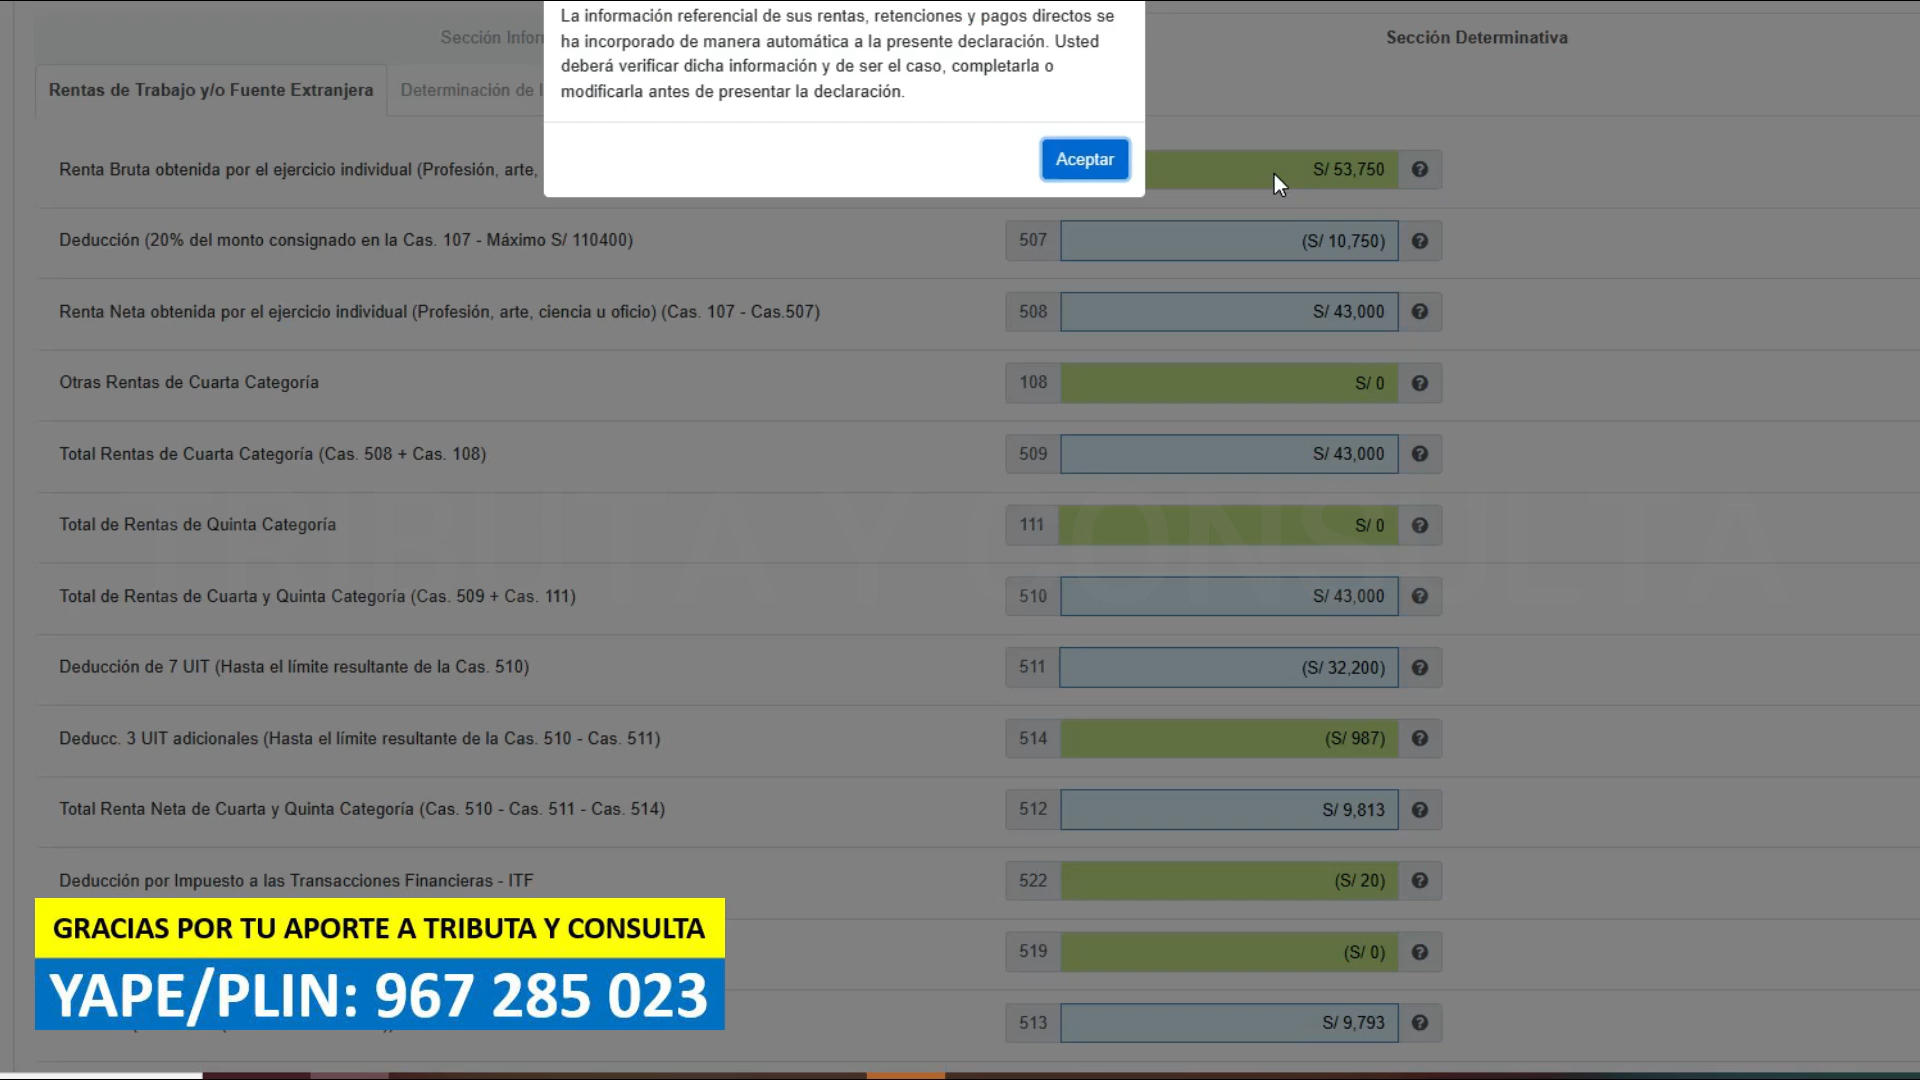 La información referencial de sus rentas, retenciones y pagos directos se
ha incorporado de manera automática a la presente declaración. Usted
deberá verificar dicha información y de ser el caso, completarla o
modificarla antes de presentar la declaración.
Aceptar
Sección Infor
Sección Determinativa
Rentas de Trabajo y/o Fuente Extranjera
Determinación de l
Renta Bruta obtenida por el ejercicio individual (Profesión, arte, S/ 53,750
Deducción (20% del monto consignado en la Cas. 107 - Máximo S/ 110400) 507 (S/ 10,750)
Renta Neta obtenida por el ejercicio individual (Profesión, arte, ciencia u oficio) (Cas. 107 - Cas.507) 508 S/ 43,000
Otras Rentas de Cuarta Categoría 108 S/ 0
Total Rentas de Cuarta Categoría (Cas. 508 + Cas. 108) 509 S/ 43,000
TRIBUTA Y CONSULTA
Total de Rentas de Quinta Categoría 111 S/ 0
Total de Rentas de Cuarta y Quinta Categoría (Cas. 509 + Cas. 111) 510 S/ 43,000
Deducción de 7 UIT (Hasta el límite resultante de la Cas. 510) 511 (S/ 32,200)
Deducc. 3 UIT adicionales (Hasta el límite resultante de la Cas. 510 - Cas. 511) 514 (S/ 987)
Total Renta Neta de Cuarta y Quinta Categoría (Cas. 510 - Cas. 511 - Cas. 514) 512 S/ 9,813
Deducción por Impuesto a las Transacciones Financieras - ITF 522 (S/ 20)
519 (S/ 0)
513 S/ 9,793
GRACIAS POR TU APORTE A TRIBUTA Y CONSULTA
YAPE/PLIN: 967 285 023